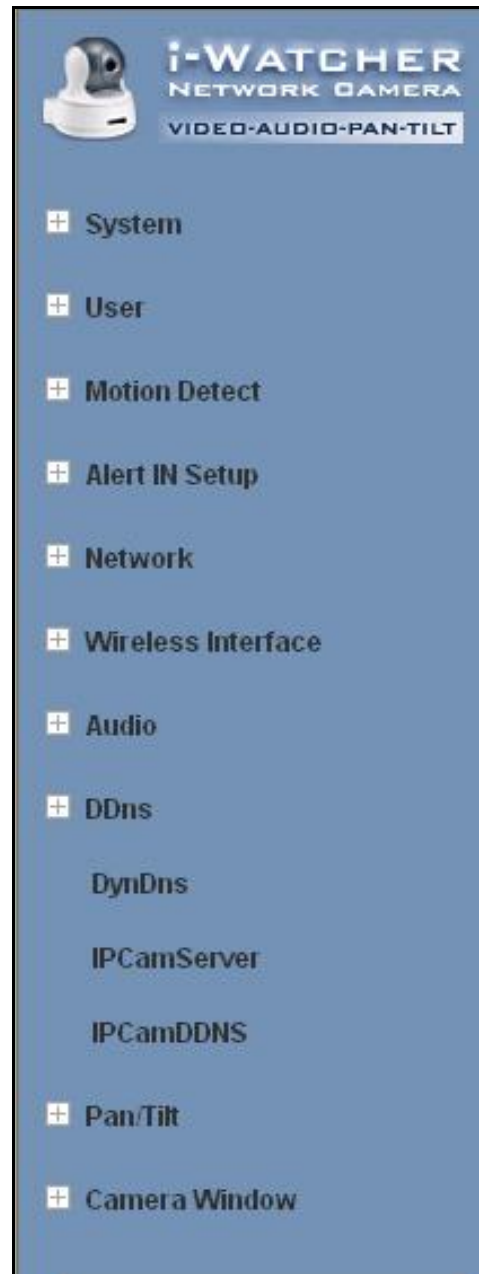 i-WATCHER
NETWORK CAMERA
VIDEO-AUDIO-PAN-TILT
System
User
Motion Detect
Alert IN Setup
Network
Wireless Interface
Audio
DDns
DynDns
IPCamServer
IPCamDDNS
Pan/Tilt
Camera Window